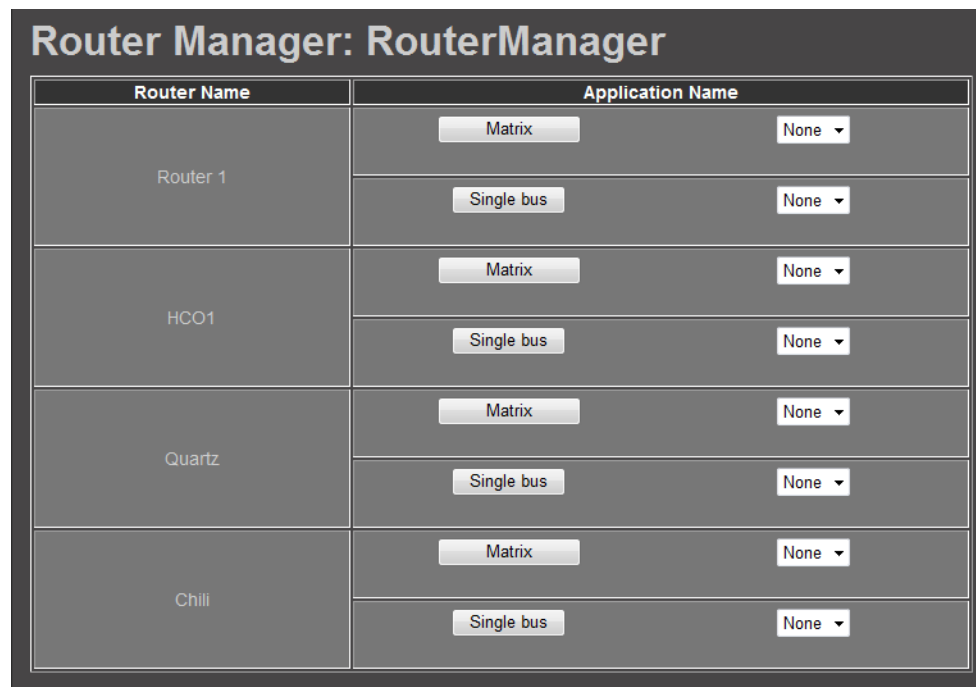 Router Manager: RouterManager
Router Name Application Name
Router 1
Matrix None
Single bus None
HCO1
Matrix None
Single bus None
Quartz
Matrix None
Single bus None
Chili
Matrix None
Single bus None